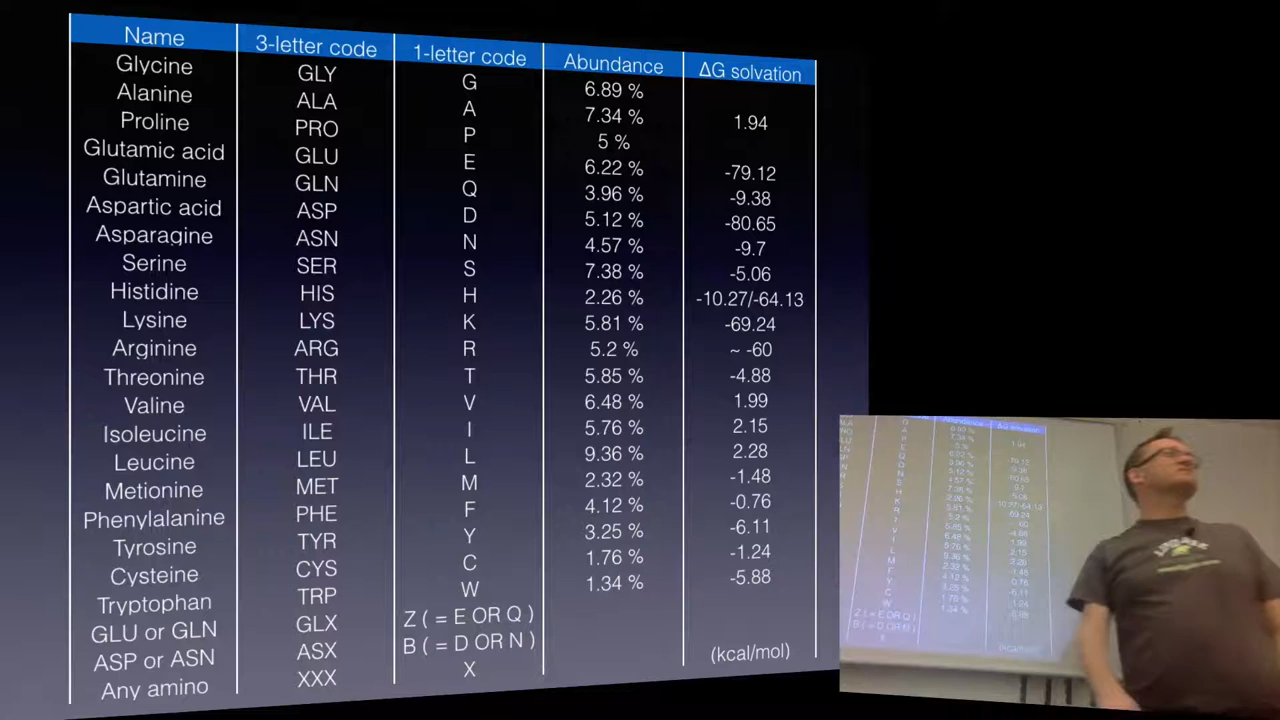 Name 3-letter code 1-letter code Abundance ΔG solvation
Glycine GLY G 6.89 %
Alanine ALA A 7.34 % 1.94
Proline PRO P 5 %
Glutamic acid GLU E 6.22 % -79.12
Glutamine GLN Q 3.96 % -9.38
Aspartic acid ASP D 5.12 % -80.65
Asparagine ASN N 4.57 % -9.7
Serine SER S 7.38 % -5.06
Histidine HIS H 2.26 % -10.27/-64.13
Lysine LYS K 5.81 % -69.24
Arginine ARG R 5.2 % ~ -60
Threonine THR T 5.85 % -4.88
Valine VAL V 6.48 % 1.99
Isoleucine ILE I 5.76 % 2.15
Leucine LEU L 9.36 % 2.28
Metionine MET M 2.32 % -1.48
Phenylalanine PHE F 4.12 % -0.76
Tyrosine TYR Y 3.25 % -6.11
Cysteine CYS C 1.76 % -1.24
Tryptophan TRP W 1.34 % -5.88
GLU or GLN GLX Z ( = E OR Q )
ASP or ASN ASX B ( = D OR N )
Any amino XXX X (kcal/mol)